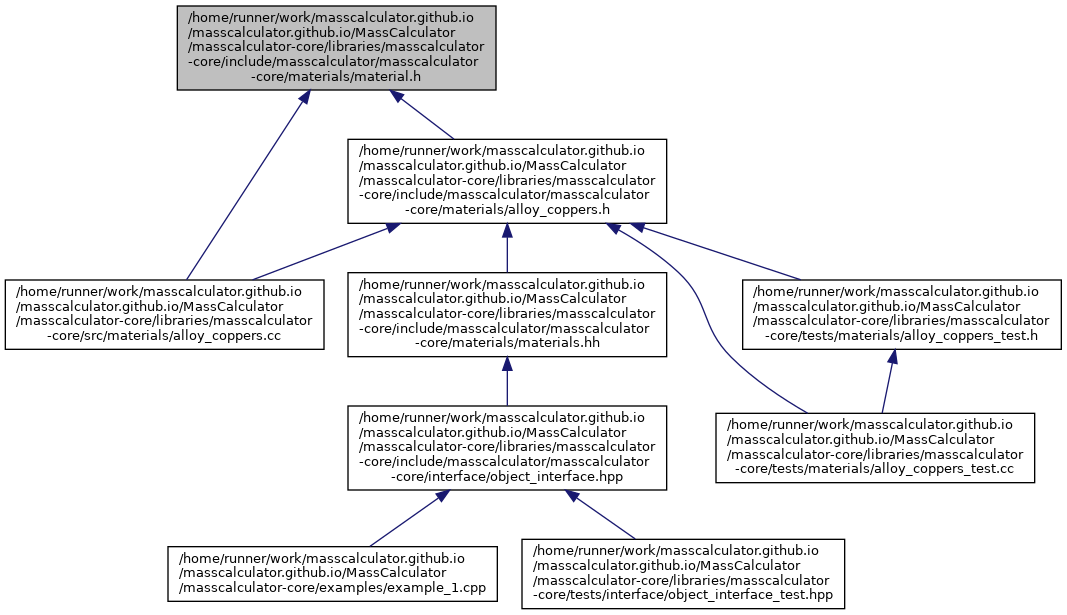 /home/runner/work/masscalculator.github.io
/masscalculator.github.io/MassCalculator
/masscalculator-core/libraries/masscalculator
-core/include/masscalculator/masscalculator
-core/materials/material.h
/home/runner/work/masscalculator.github.io
/masscalculator.github.io/MassCalculator
/masscalculator-core/libraries/masscalculator
-core/include/masscalculator/masscalculator
-core/materials/alloy_coppers.h
/home/runner/work/masscalculator.github.io
/masscalculator.github.io/MassCalculator
/masscalculator-core/libraries/masscalculator
-core/src/materials/alloy_coppers.cc
/home/runner/work/masscalculator.github.io
/masscalculator.github.io/MassCalculator
/masscalculator-core/libraries/masscalculator
-core/include/masscalculator/masscalculator
-core/materials/materials.hh
/home/runner/work/masscalculator.github.io
/masscalculator.github.io/MassCalculator
/masscalculator-core/libraries/masscalculator
-core/tests/materials/alloy_coppers_test.h
/home/runner/work/masscalculator.github.io
/masscalculator.github.io/MassCalculator
/masscalculator-core/libraries/masscalculator
-core/include/masscalculator/masscalculator
-core/interface/object_interface.hpp
/home/runner/work/masscalculator.github.io
/masscalculator.github.io/MassCalculator
/masscalculator-core/libraries/masscalculator
-core/tests/materials/alloy_coppers_test.cc
/home/runner/work/masscalculator.github.io
/masscalculator.github.io/MassCalculator
/masscalculator-core/examples/example_1.cpp
/home/runner/work/masscalculator.github.io
/masscalculator.github.io/MassCalculator
/masscalculator-core/libraries/masscalculator
-core/tests/interface/object_interface_test.hpp